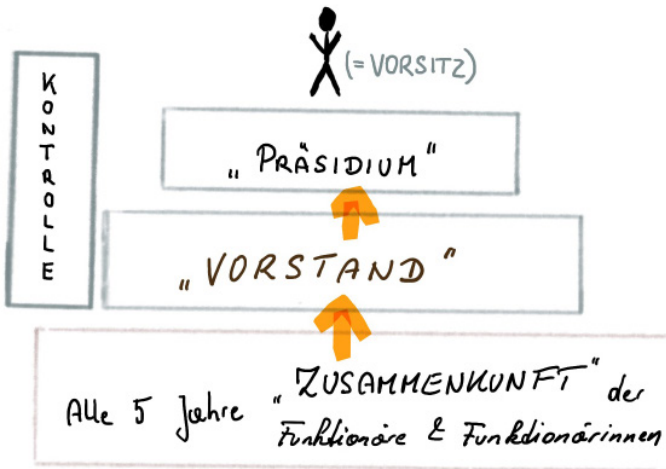 (= VORSITZ)
KONTROLLE
„PRÄSIDIUM"
„VORSTAND"
Alle 5 Jahre „ZUSAMMENKUNFT" der
Funktionäre & Funktionärinnen